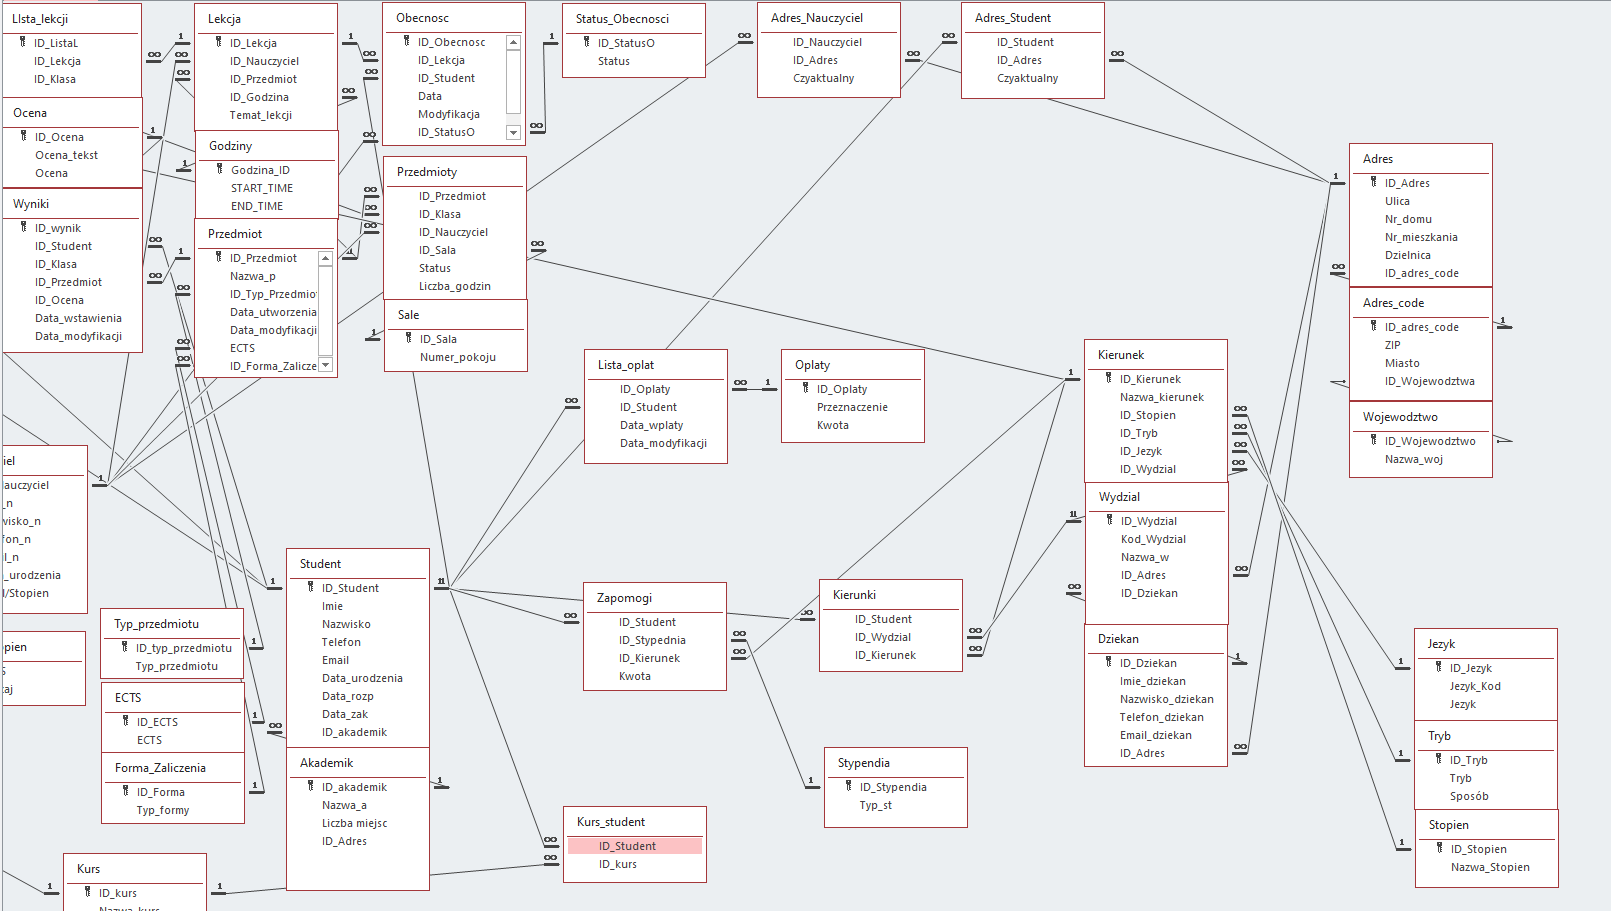 LIsta_lekcji
ID_ListaL
ID_Lekcja
ID_Klasa
Ocena
ID_Ocena
Ocena_tekst
Ocena
Wyniki
ID_wynik
ID_Student
ID_Klasa
ID_Przedmiot
ID_Ocena
Data_wstawienia
Data_modyfikacji
Lekcja
ID_Lekcja
ID_Nauczyciel
ID_Przedmiot
ID_Godzina
Temat_lekcji
Godziny
Godzina_ID
START_TIME
END_TIME
Przedmiot
ID_Przedmiot
Nazwa_p
ID_Typ_Przedmio
Data_utworzenia
Data_modyfikacji
ECTS
ID_Forma_Zalicze
Obecnosc
ID_Obecnosc
ID_Lekcja
ID_Student
Data
Modyfikacja
ID_StatusO
Przedmioty
ID_Przedmiot
ID_Klasa
ID_Nauczyciel
ID_Sala
Status
Liczba_godzin
Sale
ID_Sala
Numer_pokoju
Status_Obecnosci
ID_StatusO
Status
Adres_Nauczyciel
ID_Nauczyciel
ID_Adres
Czyaktualny
Adres_Student
ID_Student
ID_Adres
Czyaktualny
Adres
ID_Adres
Ulica
Nr_domu
Nr_mieszkania
Dzielnica
ID_adres_code
Adres_code
ID_adres_code
ZIP
Miasto
ID_Wojewodztwa
Wojewodztwo
ID_Wojewodztwo
Nazwa_woj
Lista_oplat
ID_Oplaty
ID_Student
Data_wplaty
Data_modyfikacji
Oplaty
ID_Oplaty
Przeznaczenie
Kwota
Kierunek
ID_Kierunek
Nazwa_kierunek
ID_Stopien
ID_Tryb
ID_Jezyk
ID_Wydzial
Wydzial
ID_Wydzial
Kod_Wydzial
Nazwa_w
ID_Adres
ID_Dziekan
Dziekan
ID_Dziekan
Imie_dziekan
Nazwisko_dziekan
Telefon_dziekan
Email_dziekan
ID_Adres
iel
lauczyciel
_n
wisko_n
fon_n
il_n
_urodzenia
ł/Stopien
pien
S
aj
Student
ID_Student
Imie
Nazwisko
Telefon
Email
Data_urodzenia
Data_rozp
Data_zak
ID_akademik
Akademik
ID_akademik
Nazwa_a
Liczba miejsc
ID_Adres
Typ_przedmiotu
ID_typ_przedmiotu
Typ_przedmiotu
ECTS
ID_ECTS
ECTS
Forma_Zaliczenia
ID_Forma
Typ_formy
Kurs
ID_kurs
Nazwa_kurs
Zapomogi
ID_Student
ID_Stypednia
ID_Kierunek
Kwota
Kierunki
ID_Student
ID_Wydzial
ID_Kierunek
Stypendia
ID_Stypendia
Typ_st
Kurs_student
ID_Student
ID_kurs
Jezyk
ID_Jezyk
Jezyk_Kod
Jezyk
Tryb
ID_Tryb
Tryb
Sposób
Stopien
ID_Stopien
Nazwa_Stopien